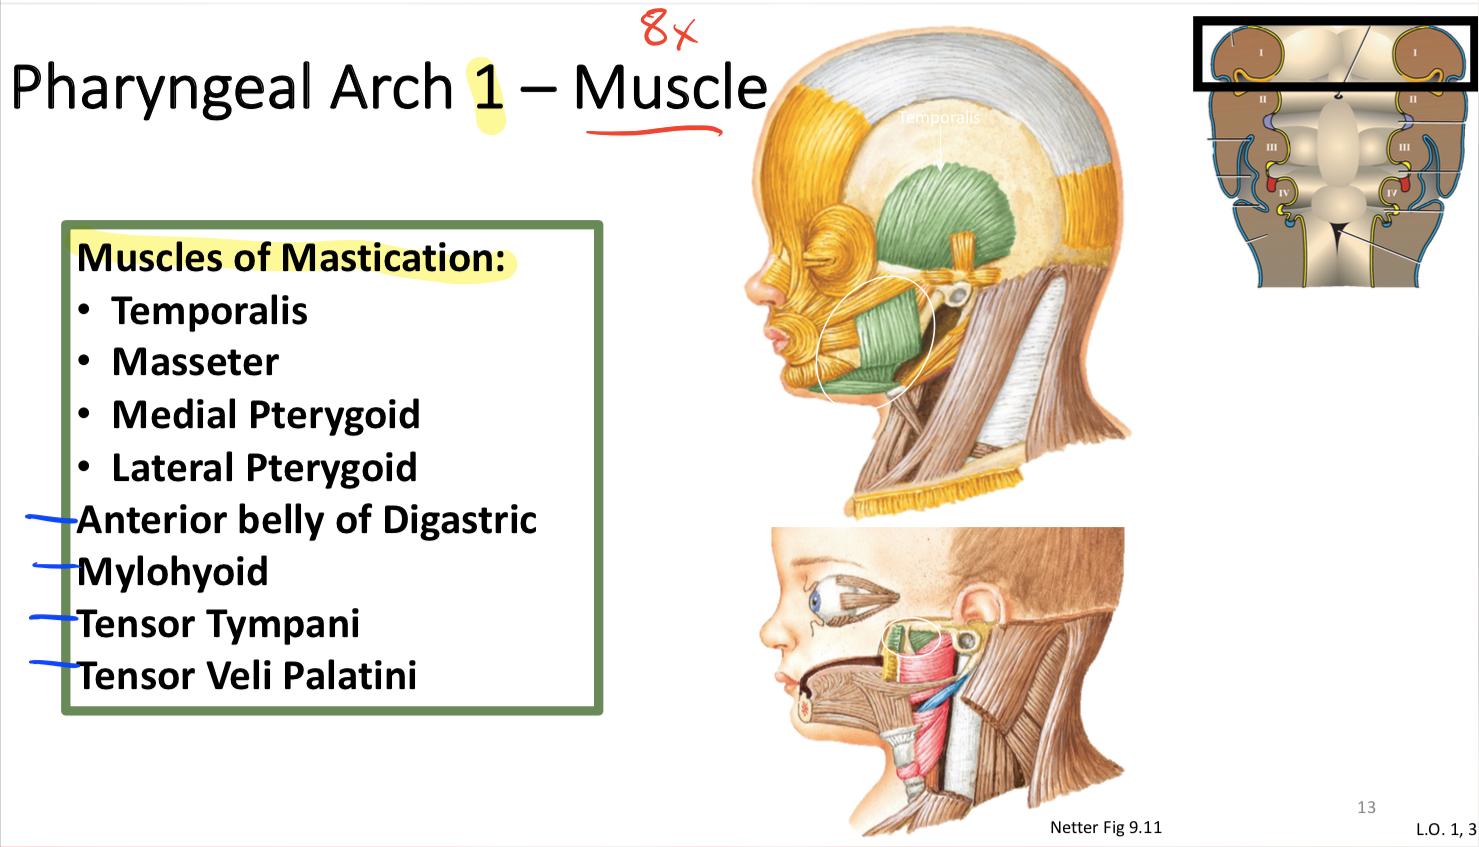 8x
Pharyngeal Arch 1 – Muscle
Muscles of Mastication:
• Temporalis
• Masseter
• Medial Pterygoid
• Lateral Pterygoid
Anterior belly of Digastric
Mylohyoid
Tensor Tympani
Tensor Veli Palatini
Temporalis
I I
II II
III III
IV IV
Netter Fig 9.11
13
L.O. 1, 3